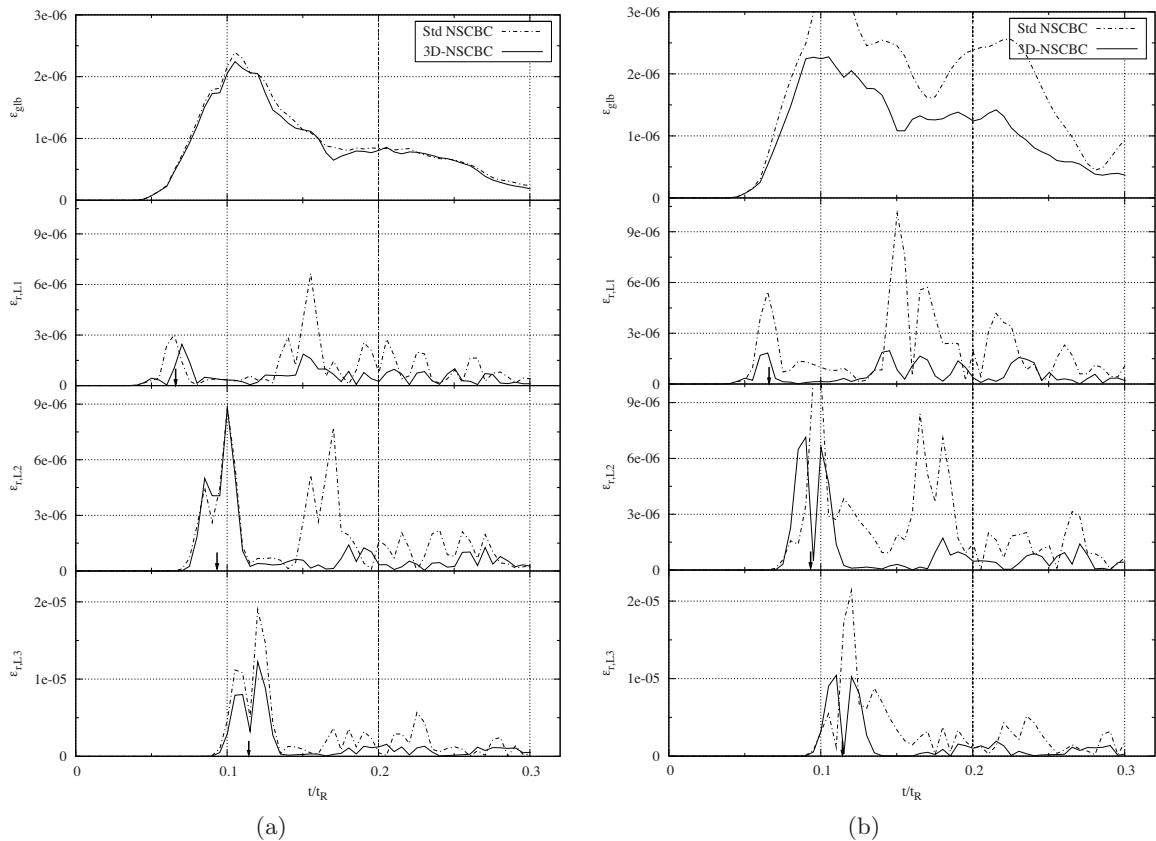 3e-06
2e-06
1e-06
0
ε_glb
Std NSCBC
3D-NSCBC
9e-06
6e-06
3e-06
0
ε_r,L1
9e-06
6e-06
3e-06
0
ε_r,L2
2e-05
1e-05
0
ε_r,L3
0 0.1 0.2 0.3
t/t_R
(a)
3e-06
2e-06
1e-06
0
ε_glb
Std NSCBC
3D-NSCBC
9e-06
6e-06
3e-06
0
ε_r,L1
9e-06
6e-06
3e-06
0
ε_r,L2
2e-05
1e-05
0
ε_r,L3
0 0.1 0.2 0.3
t/t_R
(b)